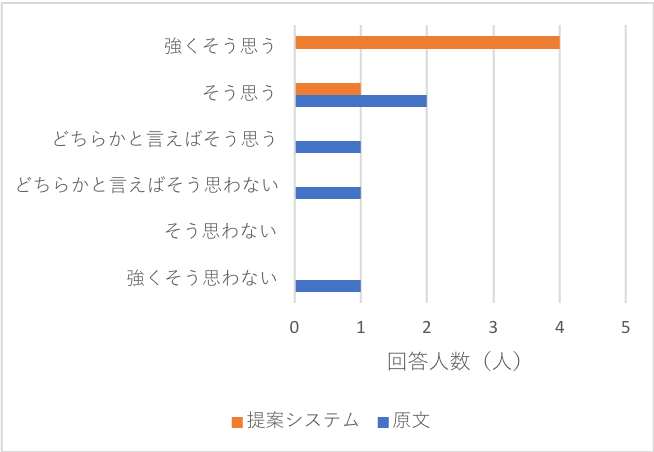 強くそう思う
そう思う
どちらかと言えばそう思う
どちらかと言えばそう思わない
そう思わない
強くそう思わない
0 1 2 3 4 5
回答人数（人）
提案システム 原文